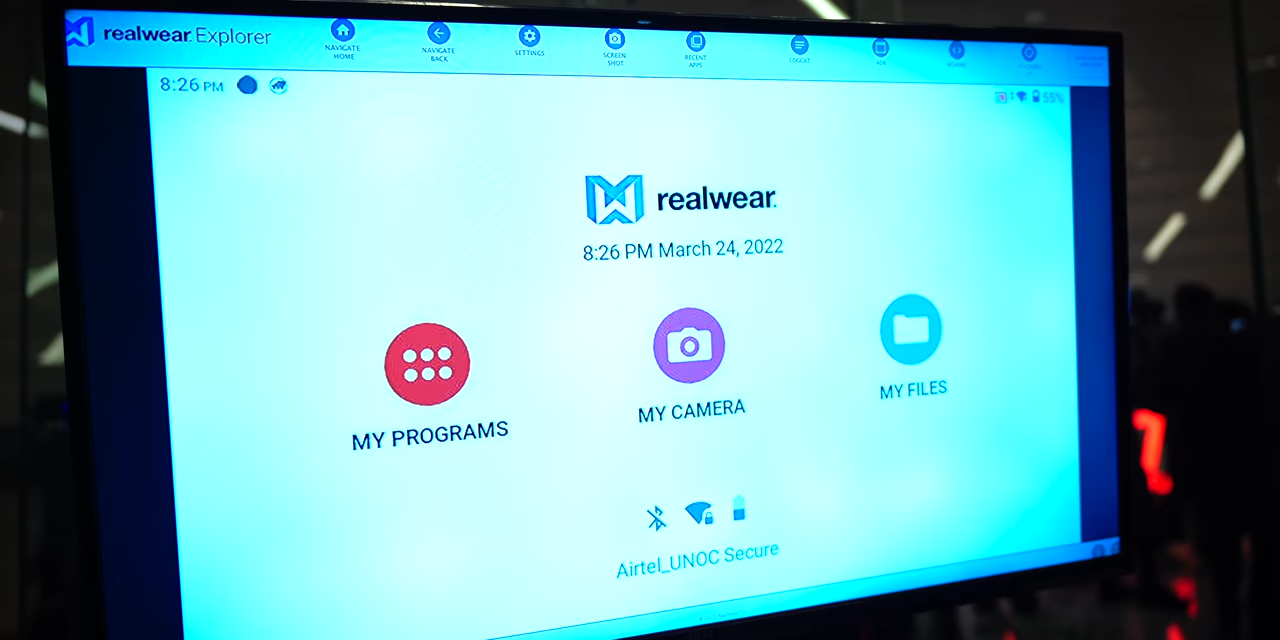 realwear Explorer
NAVIGATE HOME
NAVIGATE BACK
SETTINGS
SCREEN SHOT
RECENT APPS
LOGCAT
ADB
8:26 PM
55%
realwear
8:26 PM March 24, 2022
MY PROGRAMS
MY CAMERA
MY FILES
Airtel_UNOC Secure